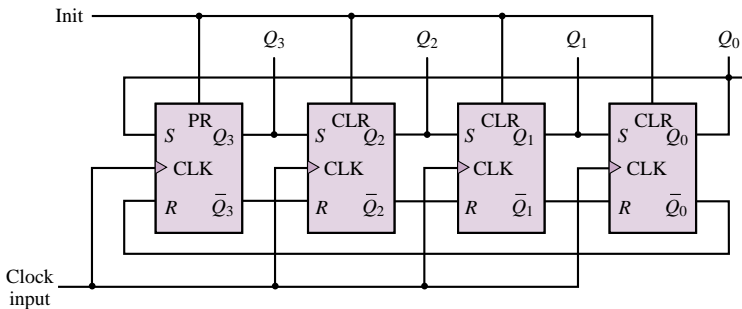 Init
Q3 Q2 Q1 Q0
PR CLR CLR CLR
S Q3 S Q2 S Q1 S Q0
CLK CLK CLK CLK
R Q̄3 R Q̄2 R Q̄1 R Q̄0
Clock
input